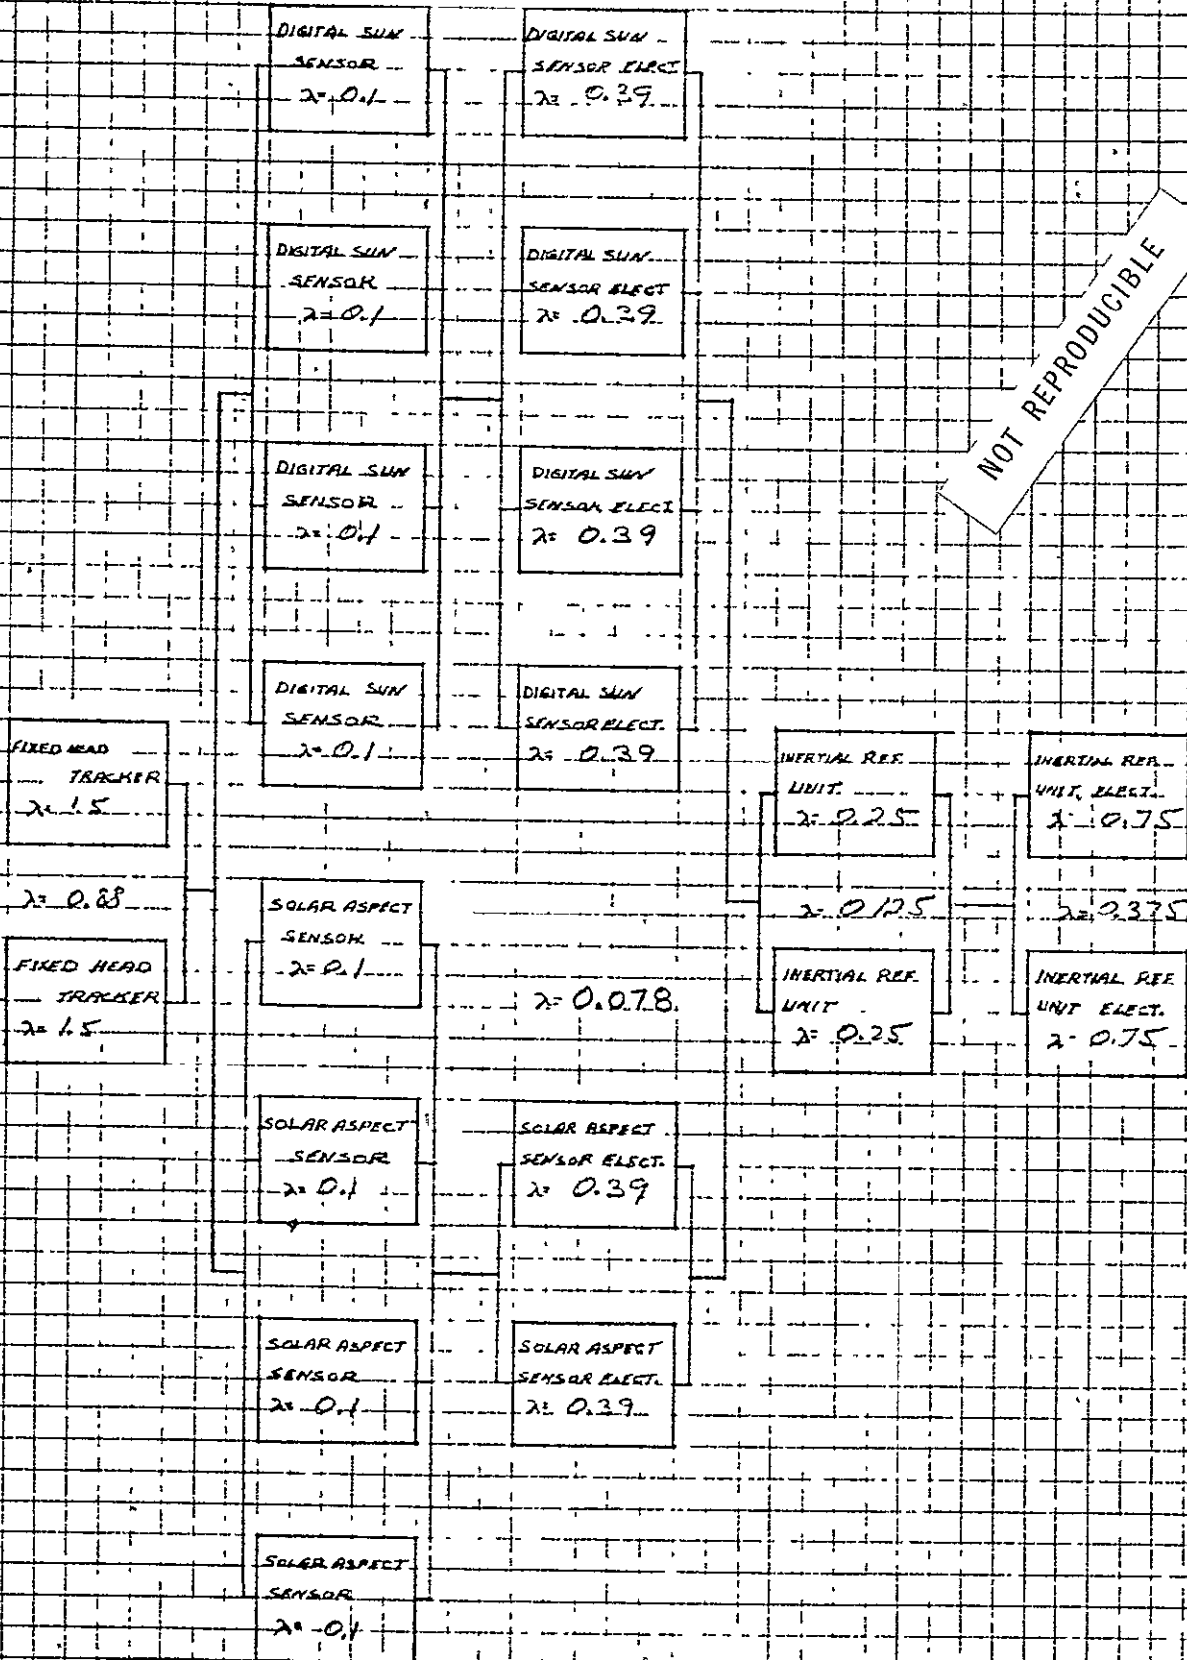 DIGITAL SUN
SENSOR
λ= 0.1
DIGITAL SUN
SENSOR ELECT
λ= 0.39
DIGITAL SUN
SENSOR
λ= 0.1
DIGITAL SUN
SENSOR ELECT
λ= 0.39
NOT REPRODUCIBLE
DIGITAL SUN
SENSOR
λ= 0.1
DIGITAL SUN
SENSOR ELECT
λ= 0.39
DIGITAL SUN
SENSOR
λ= 0.1
DIGITAL SUN
SENSOR ELECT.
λ= 0.39
FIXED HEAD
TRACKER
λ= 1.5
λ= 0.68
FIXED HEAD
TRACKER
λ= 1.5
INERTIAL REF.
UNIT
λ= 0.25
λ= 0.125
INERTIAL REF.
UNIT
λ= 0.25
INERTIAL REF.
UNIT, ELECT.
λ= 0.75
λ= 0.375
INERTIAL REF.
UNIT ELECT.
λ= 0.75
SOLAR ASPECT
SENSOR
λ= 0.1
λ= 0.078
SOLAR ASPECT
SENSOR
λ= 0.1
SOLAR ASPECT
SENSOR ELECT.
λ= 0.39
SOLAR ASPECT
SENSOR
λ= 0.1
SOLAR ASPECT
SENSOR ELECT.
λ= 0.39
SOLAR ASPECT
SENSOR
λ= 0.1